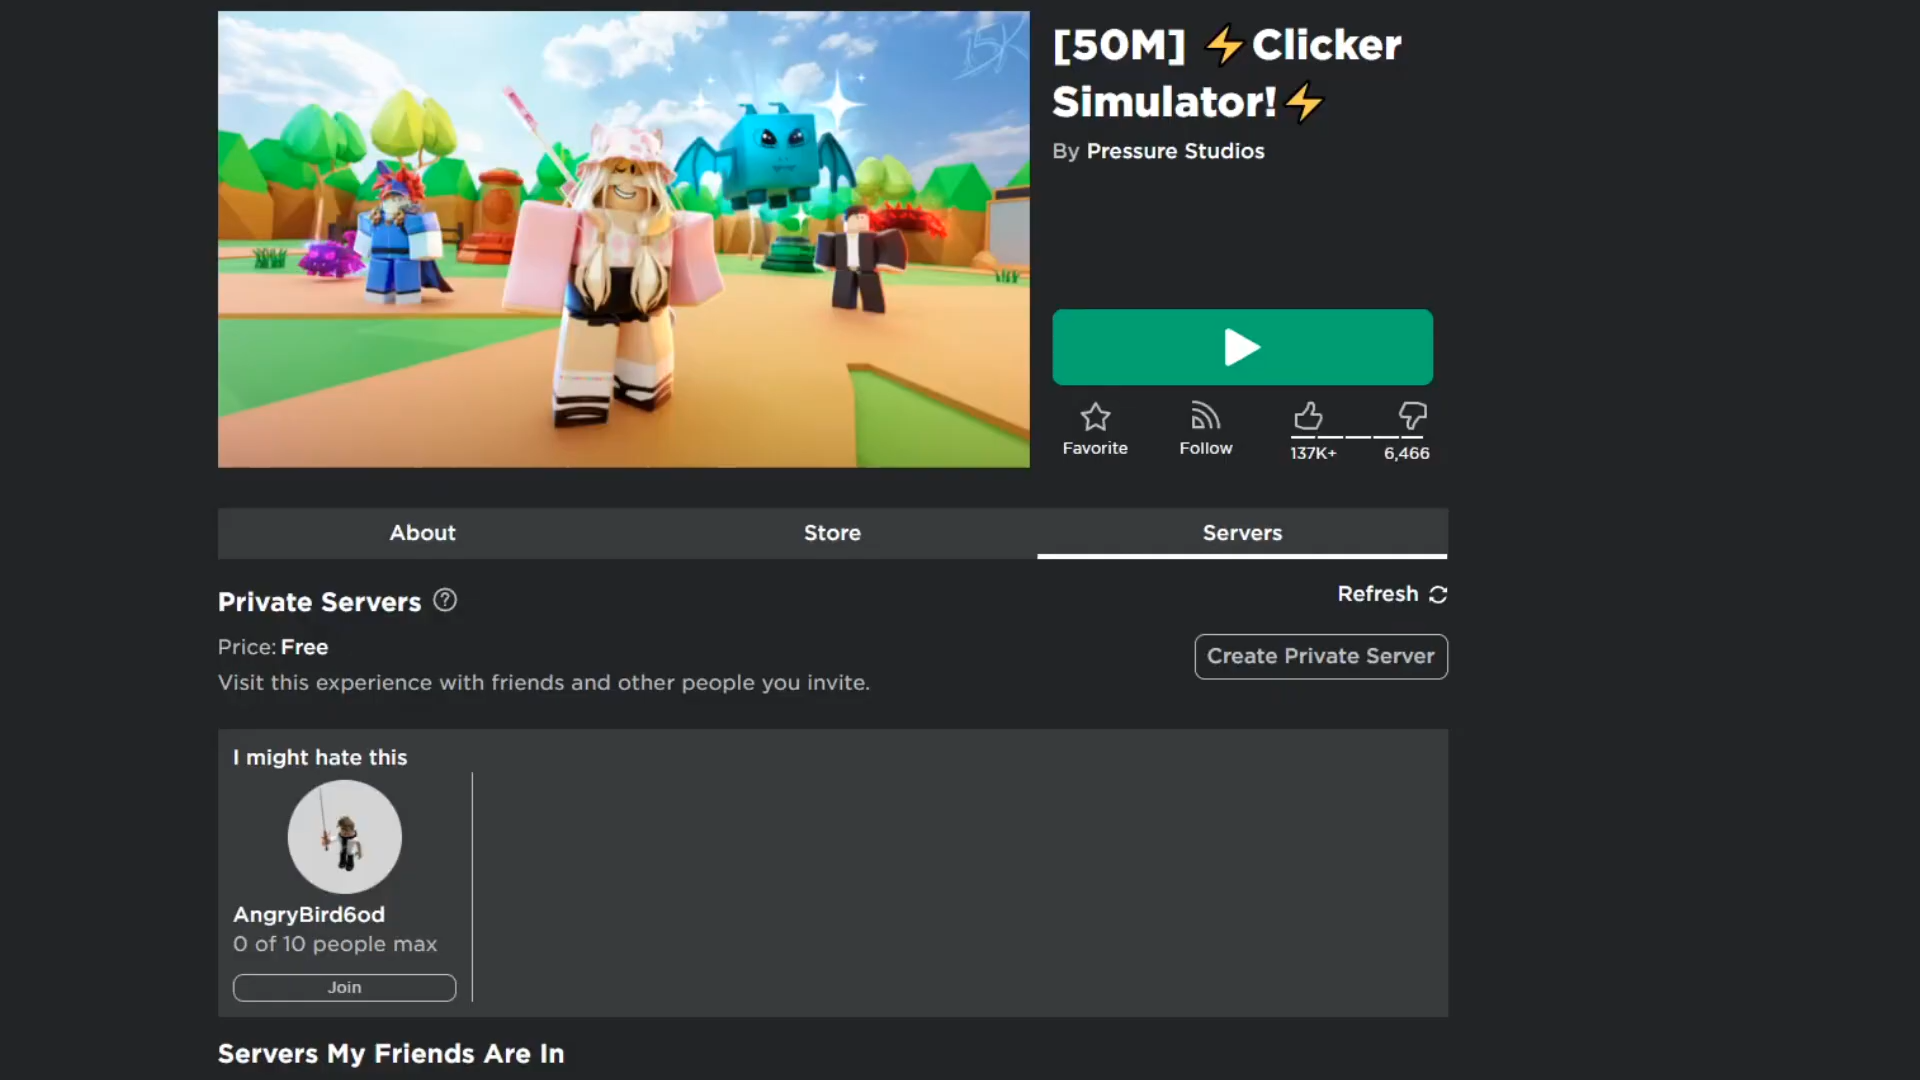 15K
[50M] ⚡Clicker
Simulator!⚡
By Pressure Studios
Favorite
Follow
137K+
6,466
About
Store
Servers
Private Servers
Refresh
Price: Free
Create Private Server
Visit this experience with friends and other people you invite.
I might hate this
AngryBird6od
0 of 10 people max
Join
Servers My Friends Are In